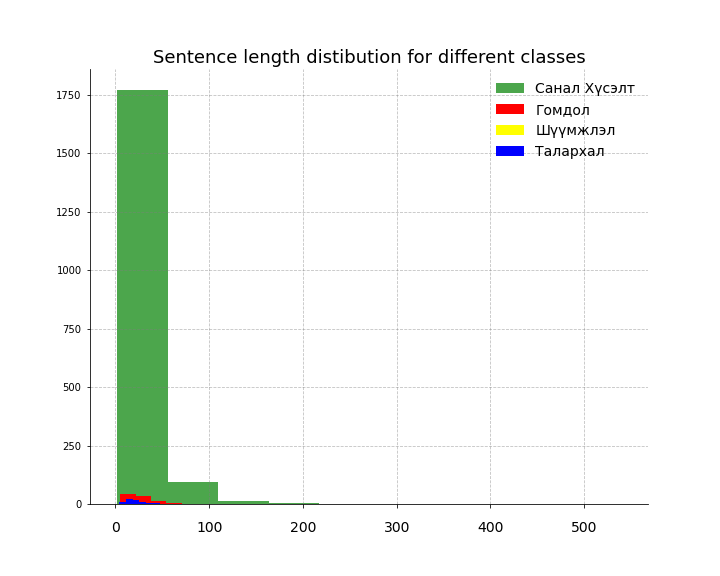 Sentence length distibution for different classes
Санал Хүсэлт
Гомдол
Шүүмжлэл
Талархал
1750
1500
1250
1000
750
500
250
0
0 100 200 300 400 500